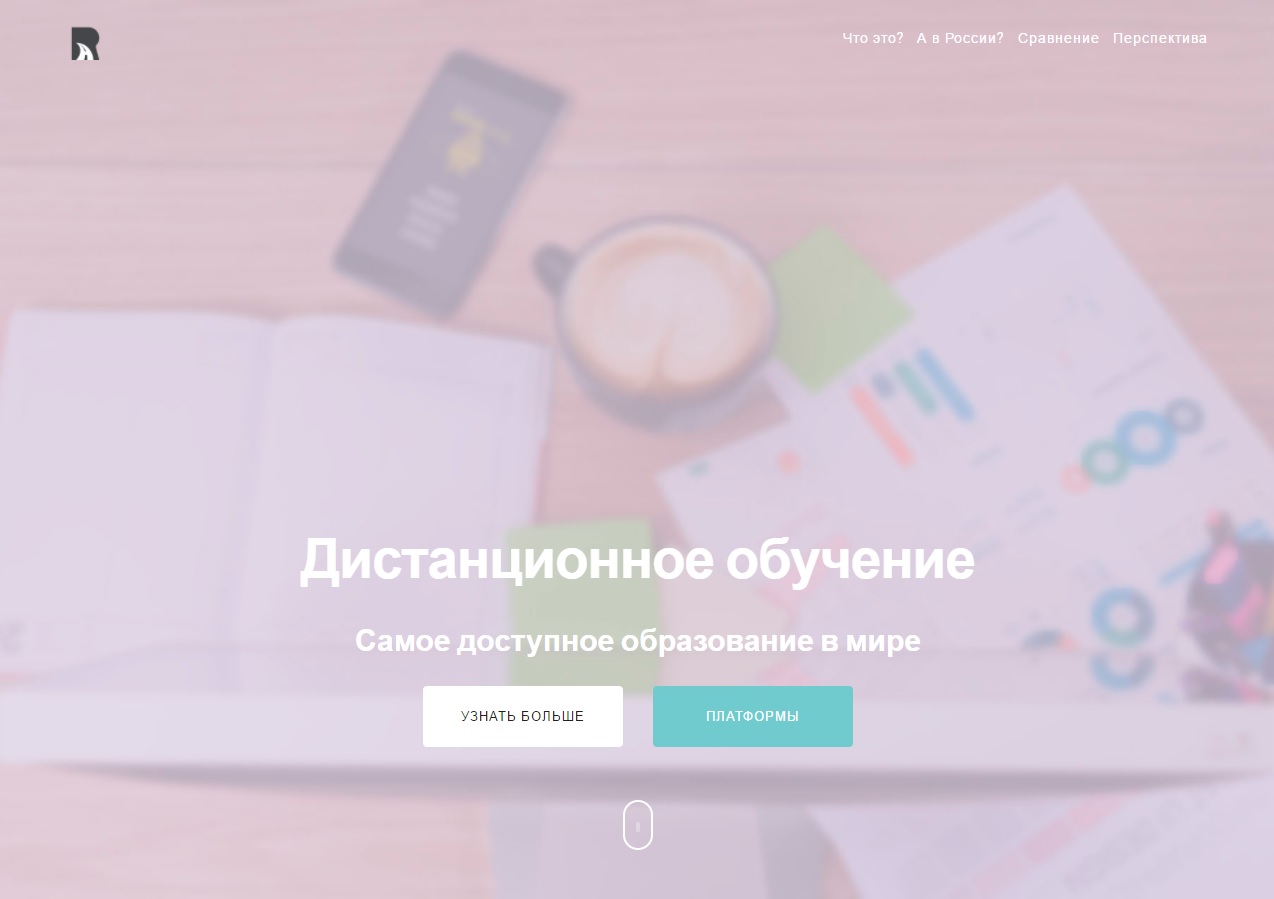 R
Что это? А в России? Сравнение Перспектива
Дистанционное обучение
Самое доступное образование в мире
УЗНАТЬ БОЛЬШЕ ПЛАТФОРМЫ